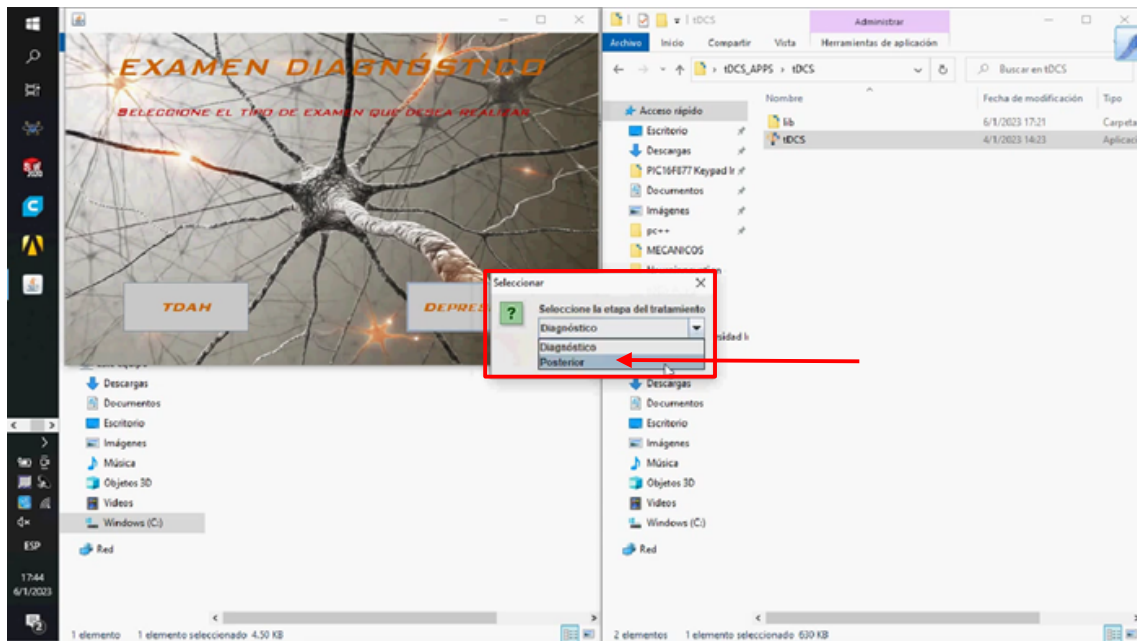 EXAMEN DIAGNÓSTICO
SELECCIONE EL TIPO DE EXAMEN QUE DESEA REALIZAR
TDAH
DEPRES
Seleccionar
Seleccione la etapa del tratamiento
Diagnóstico
Diagnóstico
Posterior
Descargas
Documentos
Escritorio
Imágenes
Música
Objetos 3D
Videos
Windows (C:)
Red
1 elemento 1 elemento seleccionado 4.50 KB
ESP
17:44
6/1/2023
tDCS
Administrar
Archivo Inicio Compartir Vista Herramientas de aplicación
tDCS_APPS › tDCS
Buscar en tDCS
Nombre Fecha de modificación Tipo
lib 6/1/2023 17:21 Carpeta
tDCS 4/1/2023 14:23 Aplicaci
Acceso rápido
Escritorio
Descargas
PIC16F877 Keypad Ir
Documentos
Imágenes
pc++
MECANICOS
sidad I
Descargas
Documentos
Escritorio
Imágenes
Música
Objetos 3D
Videos
Windows (C:)
Red
2 elementos 1 elemento seleccionado 630 KB